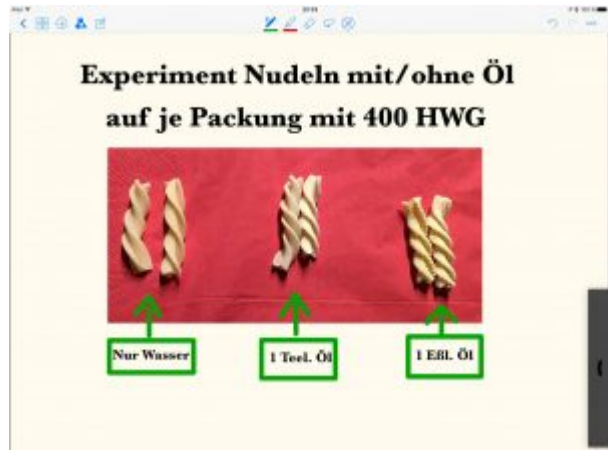 Experiment Nudeln mit/ohne Öl
auf je Packung mit 400 HWG
Nur Wasser
1 Teel. Öl
1 Eßl. Öl